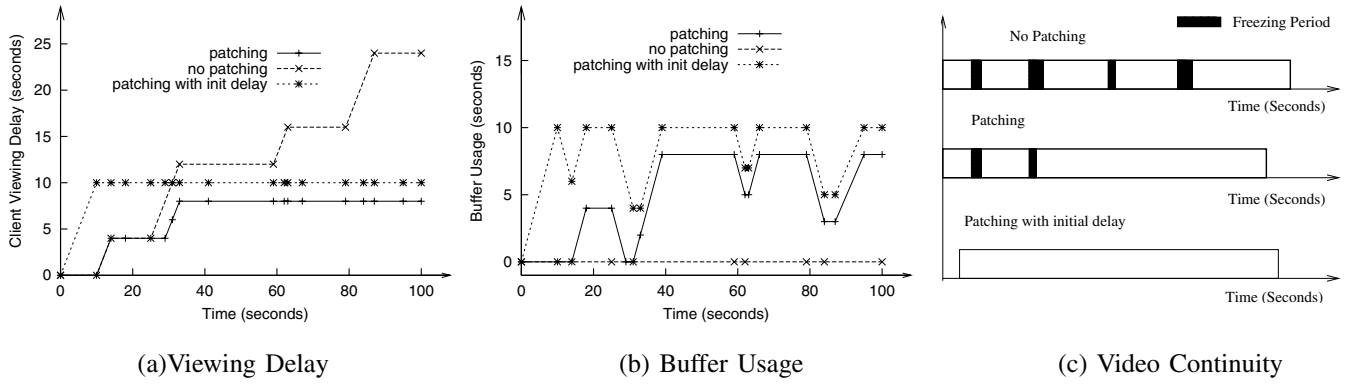 Client Viewing Delay (seconds)
25
20
15
10
5
0
patching
no patching
patching with init delay
0 20 40 60 80 100
Time (seconds)
(a)Viewing Delay
Buffer Usage (seconds)
15
10
5
0
patching
no patching
patching with init delay
0 20 40 60 80 100
Time (seconds)
(b) Buffer Usage
Freezing Period
No Patching
Time (Seconds)
Patching
Time (Seconds)
Patching with initial delay
Time (Seconds)
(c) Video Continuity